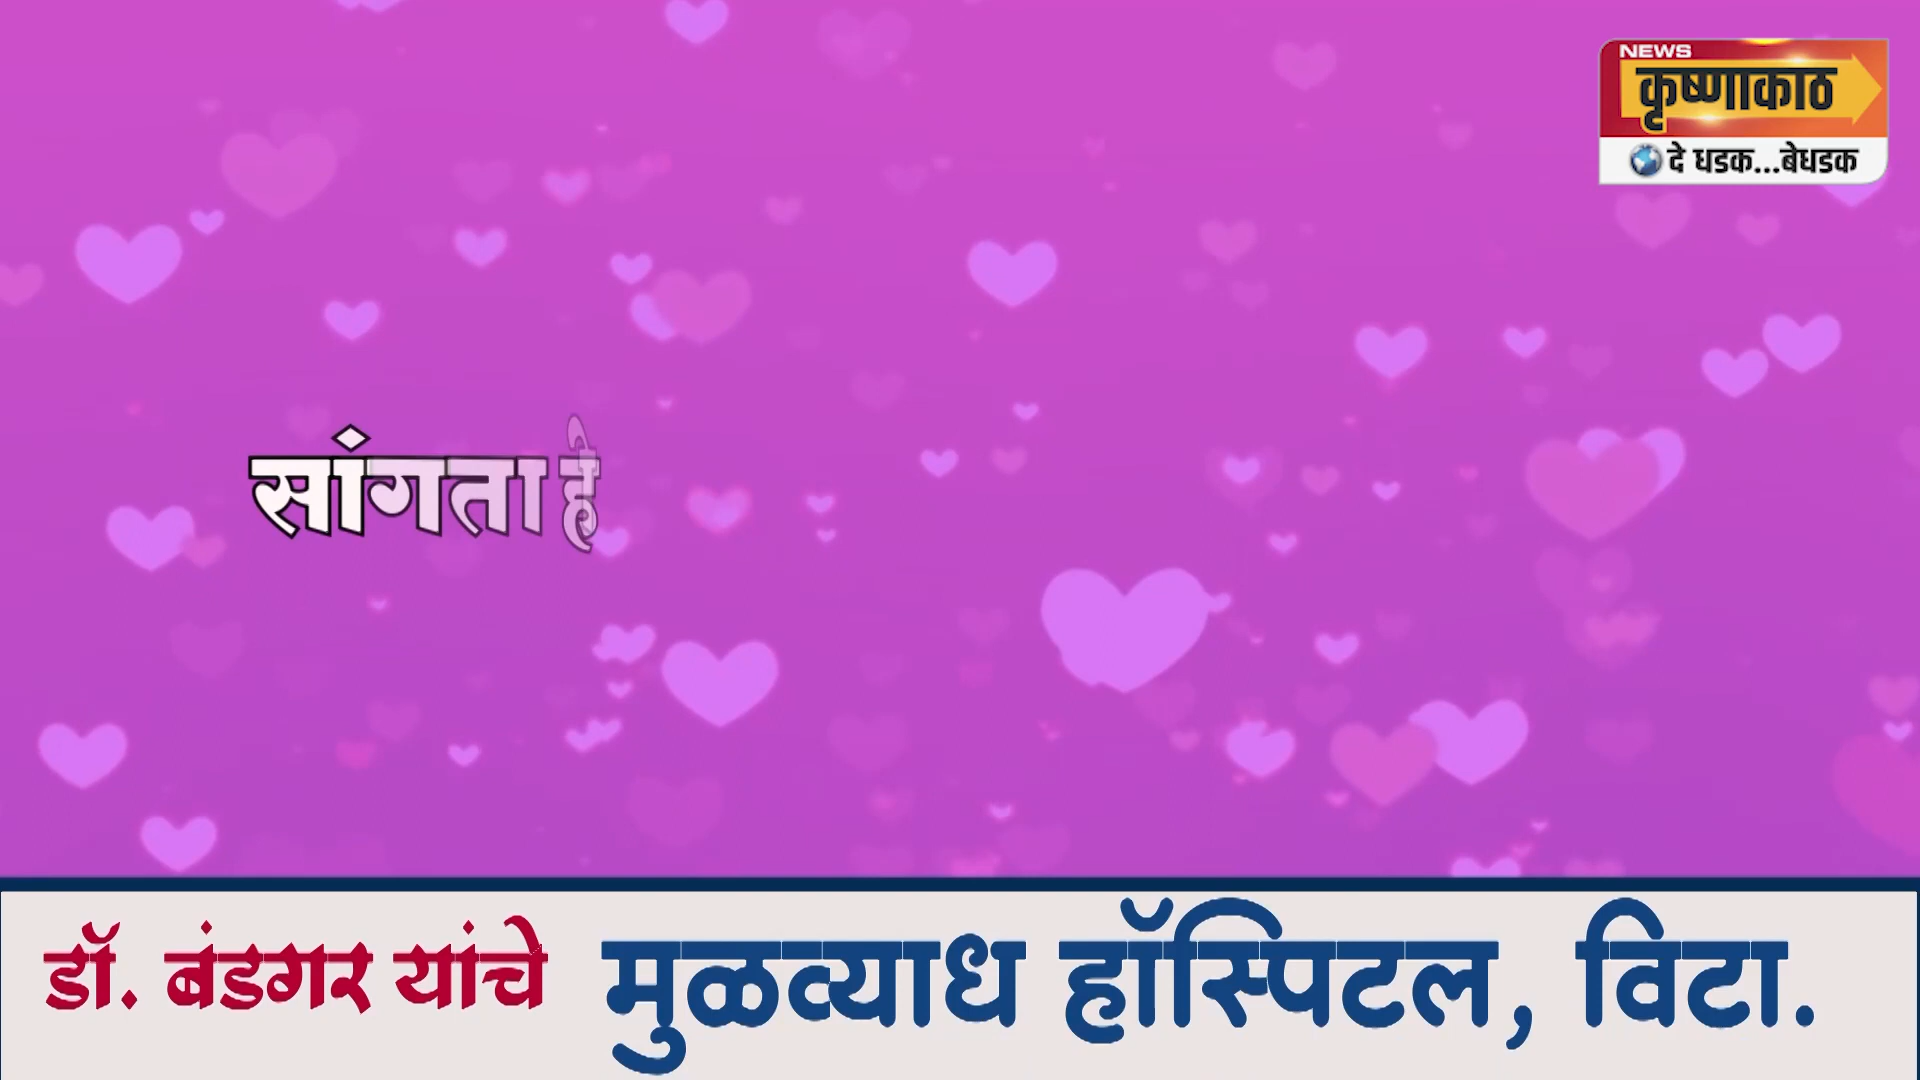 NEWS
कृष्णाकाठ
दे धडक...बेधडक
सांगता
डॉ. बंडगर यांचे मुळव्याध हॉस्पिटल, विटा.